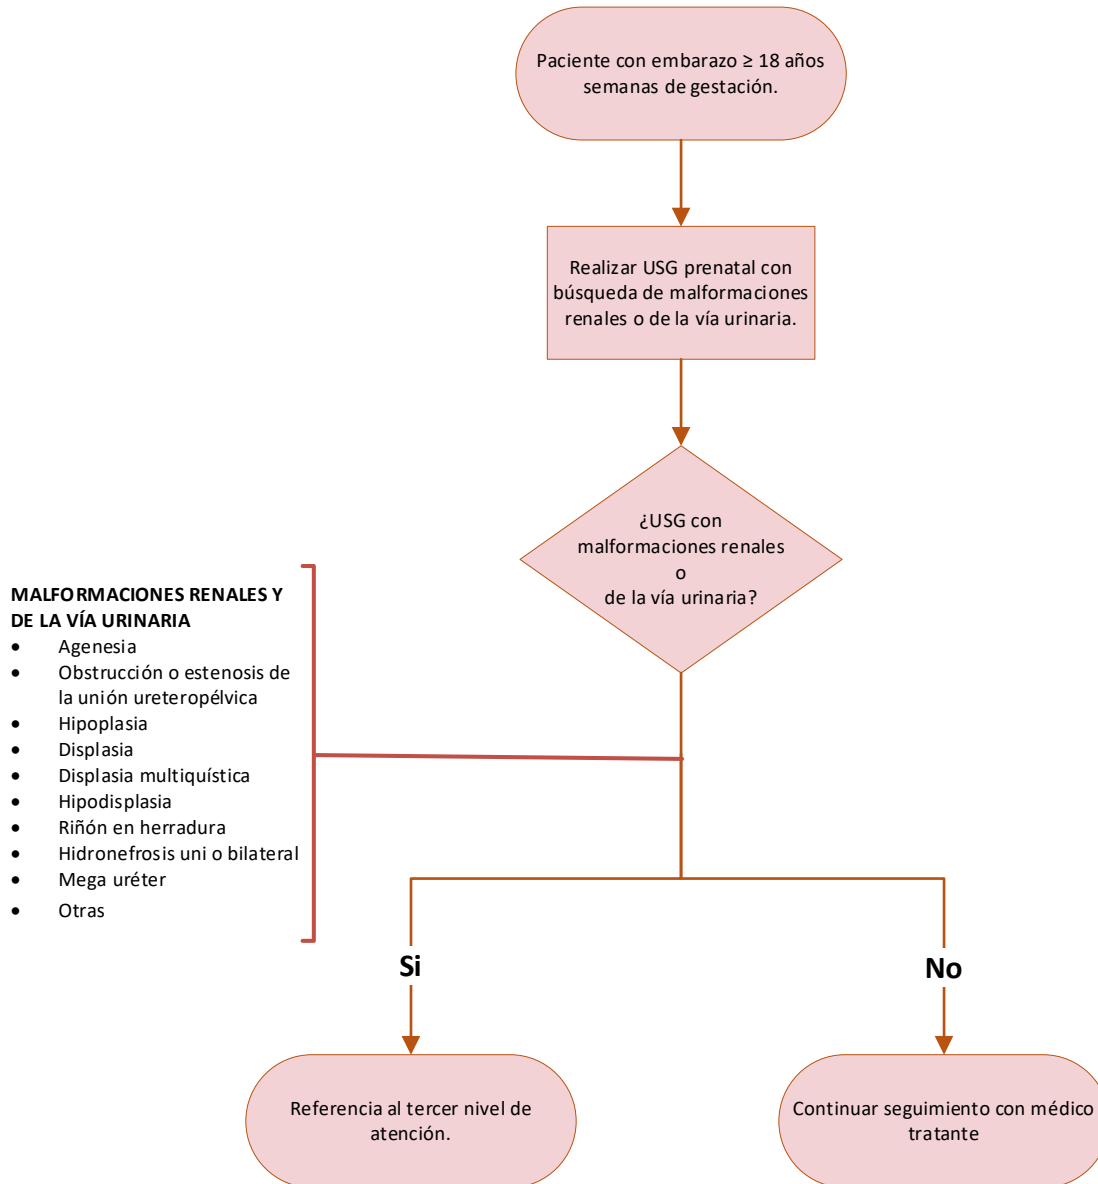 Paciente con embarazo ≥ 18 años
semanas de gestación.
Realizar USG prenatal con
búsqueda de malformaciones
renales o de la vía urinaria.
¿USG con
malformaciones renales
o
de la vía urinaria?
MALFORMACIONES RENALES Y
DE LA VÍA URINARIA
• Agenesia
• Obstrucción o estenosis de
la unión ureteropélvica
• Hipoplasia
• Displasia
• Displasia multiquística
• Hipodisplasia
• Riñón en herradura
• Hidronefrosis uni o bilateral
• Mega uréter
• Otras
Si
No
Referencia al tercer nivel de
atención.
Continuar seguimiento con médico
tratante